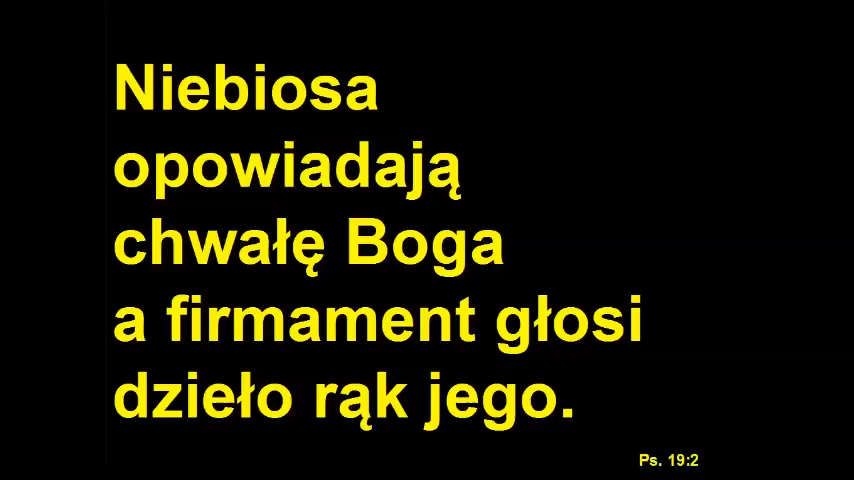 Niebiosa
opowiadają
chwałę Boga
a firmament głosi
dzieło rąk jego.
Ps. 19:2